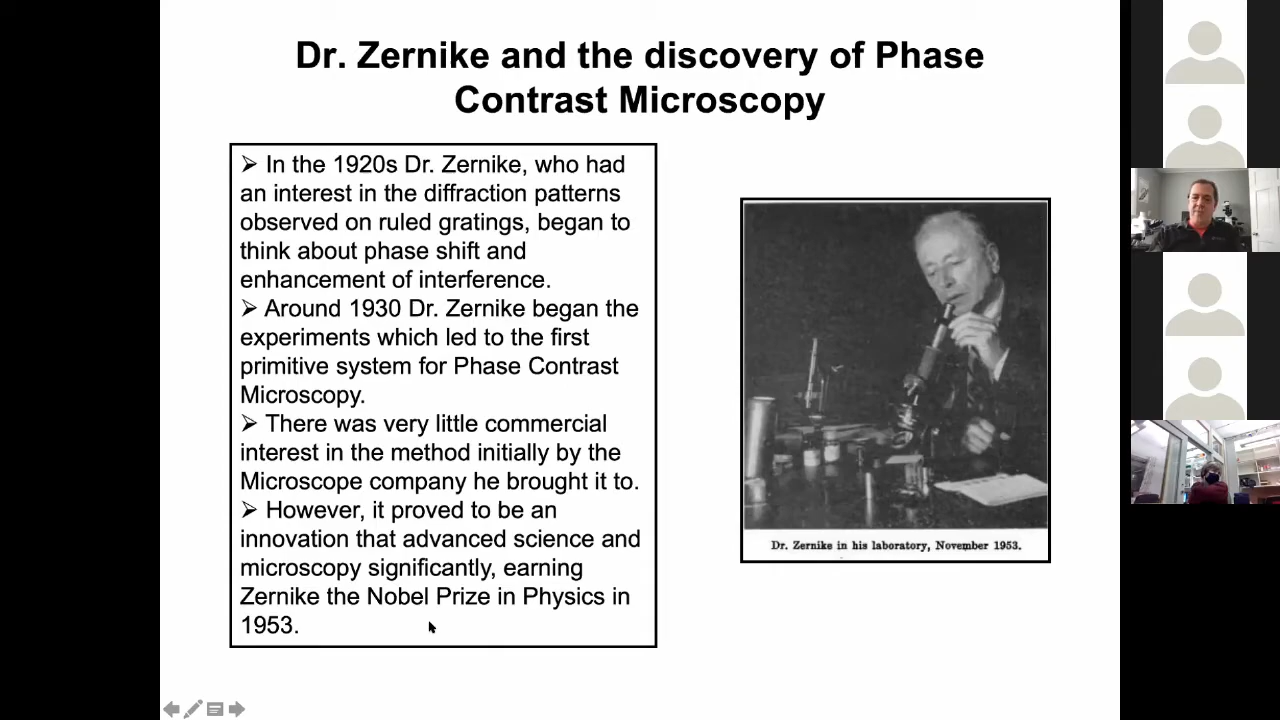 Dr. Zernike and the discovery of Phase
Contrast Microscopy
➢ In the 1920s Dr. Zernike, who had
an interest in the diffraction patterns
observed on ruled gratings, began to
think about phase shift and
enhancement of interference.
➢ Around 1930 Dr. Zernike began the
experiments which led to the first
primitive system for Phase Contrast
Microscopy.
➢ There was very little commercial
interest in the method initially by the
Microscope company he brought it to.
➢ However, it proved to be an
innovation that advanced science and
microscopy significantly, earning
Zernike the Nobel Prize in Physics in
1953.
Dr. Zernike in his laboratory, November 1953.